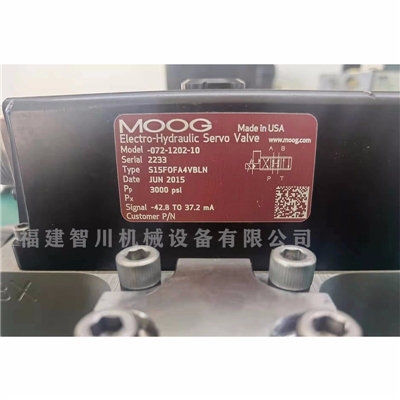 MOOG
Made in USA
Electro-Hydraulic Servo Valve
www.moog.com
Model -072-1202-10
Serial 2233
Type S15FOFA4VBLN
Date JUN 2015
Pp 3000 psi
Px
Signal -42.8 TO 37.2 mA
Customer P/N
A B
P T
福建智川机械设备有限公司
X